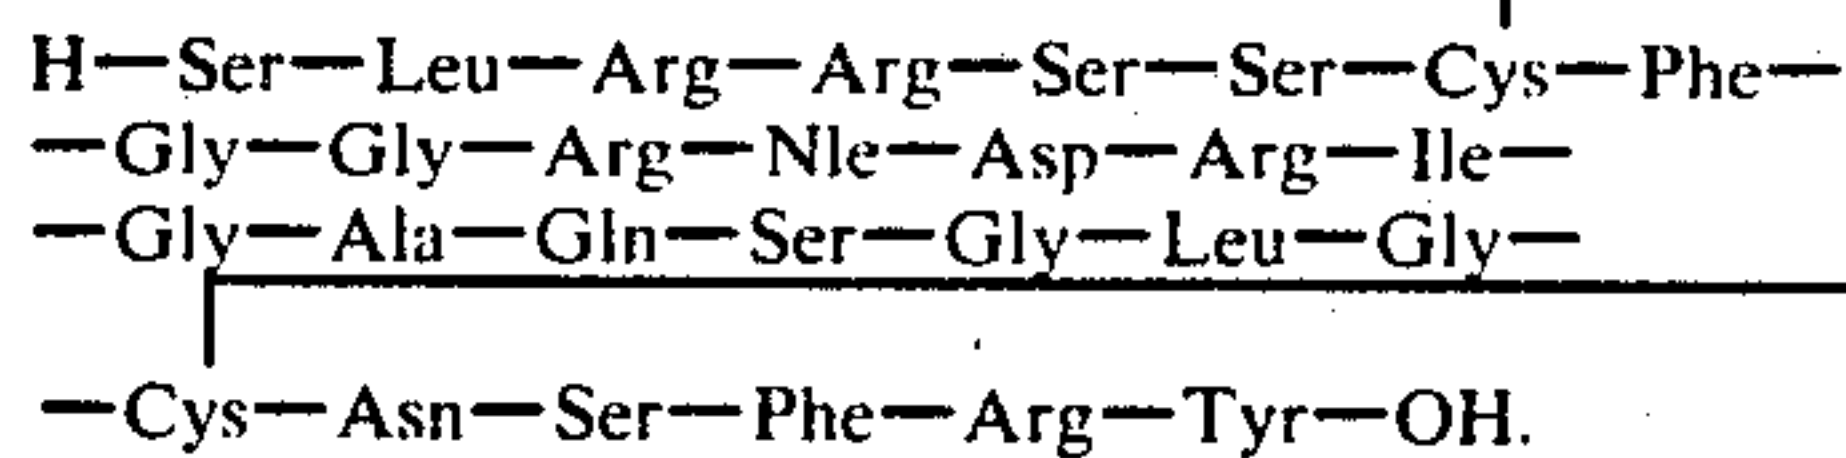 H—Ser—Leu—Arg—Arg—Ser—Ser—Cys—Phe—
—Gly—Gly—Arg—Nle—Asp—Arg—Ile—
—Gly—Ala—Gln—Ser—Gly—Leu—Gly—
—Cys—Asn—Ser—Phe—Arg—Tyr—OH.